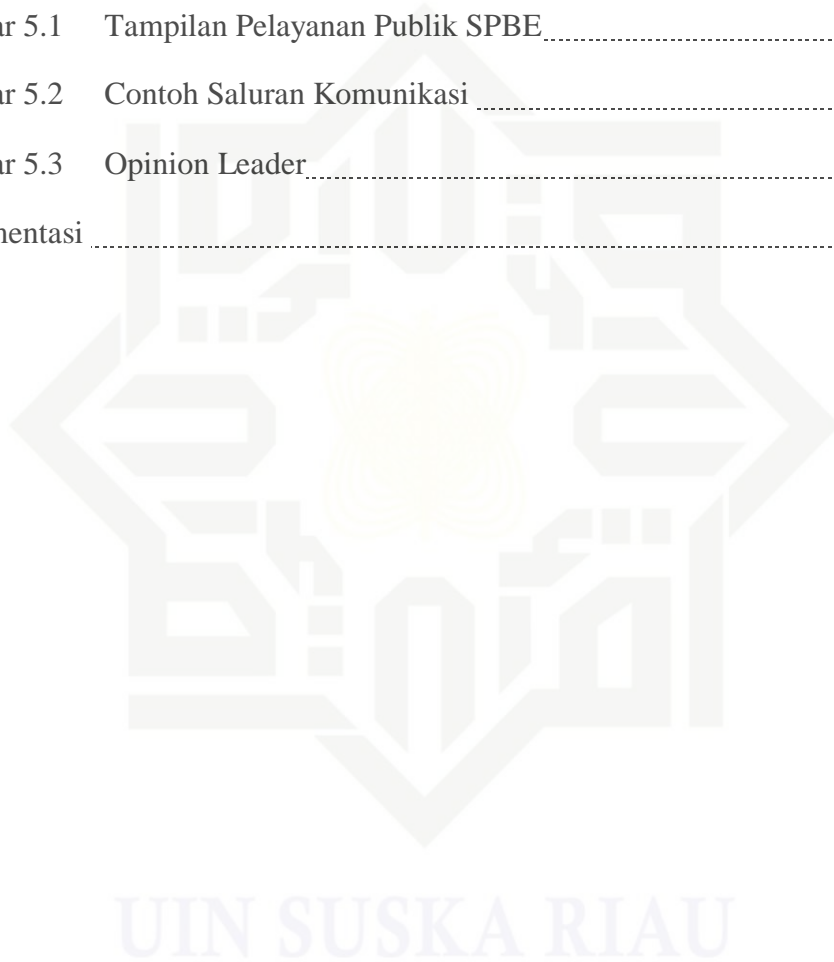 ar 5.1 Tampilan Pelayanan Publik SPBE
ar 5.2 Contoh Saluran Komunikasi
ar 5.3 Opinion Leader
nentasi
UIN SUSKA RIAU